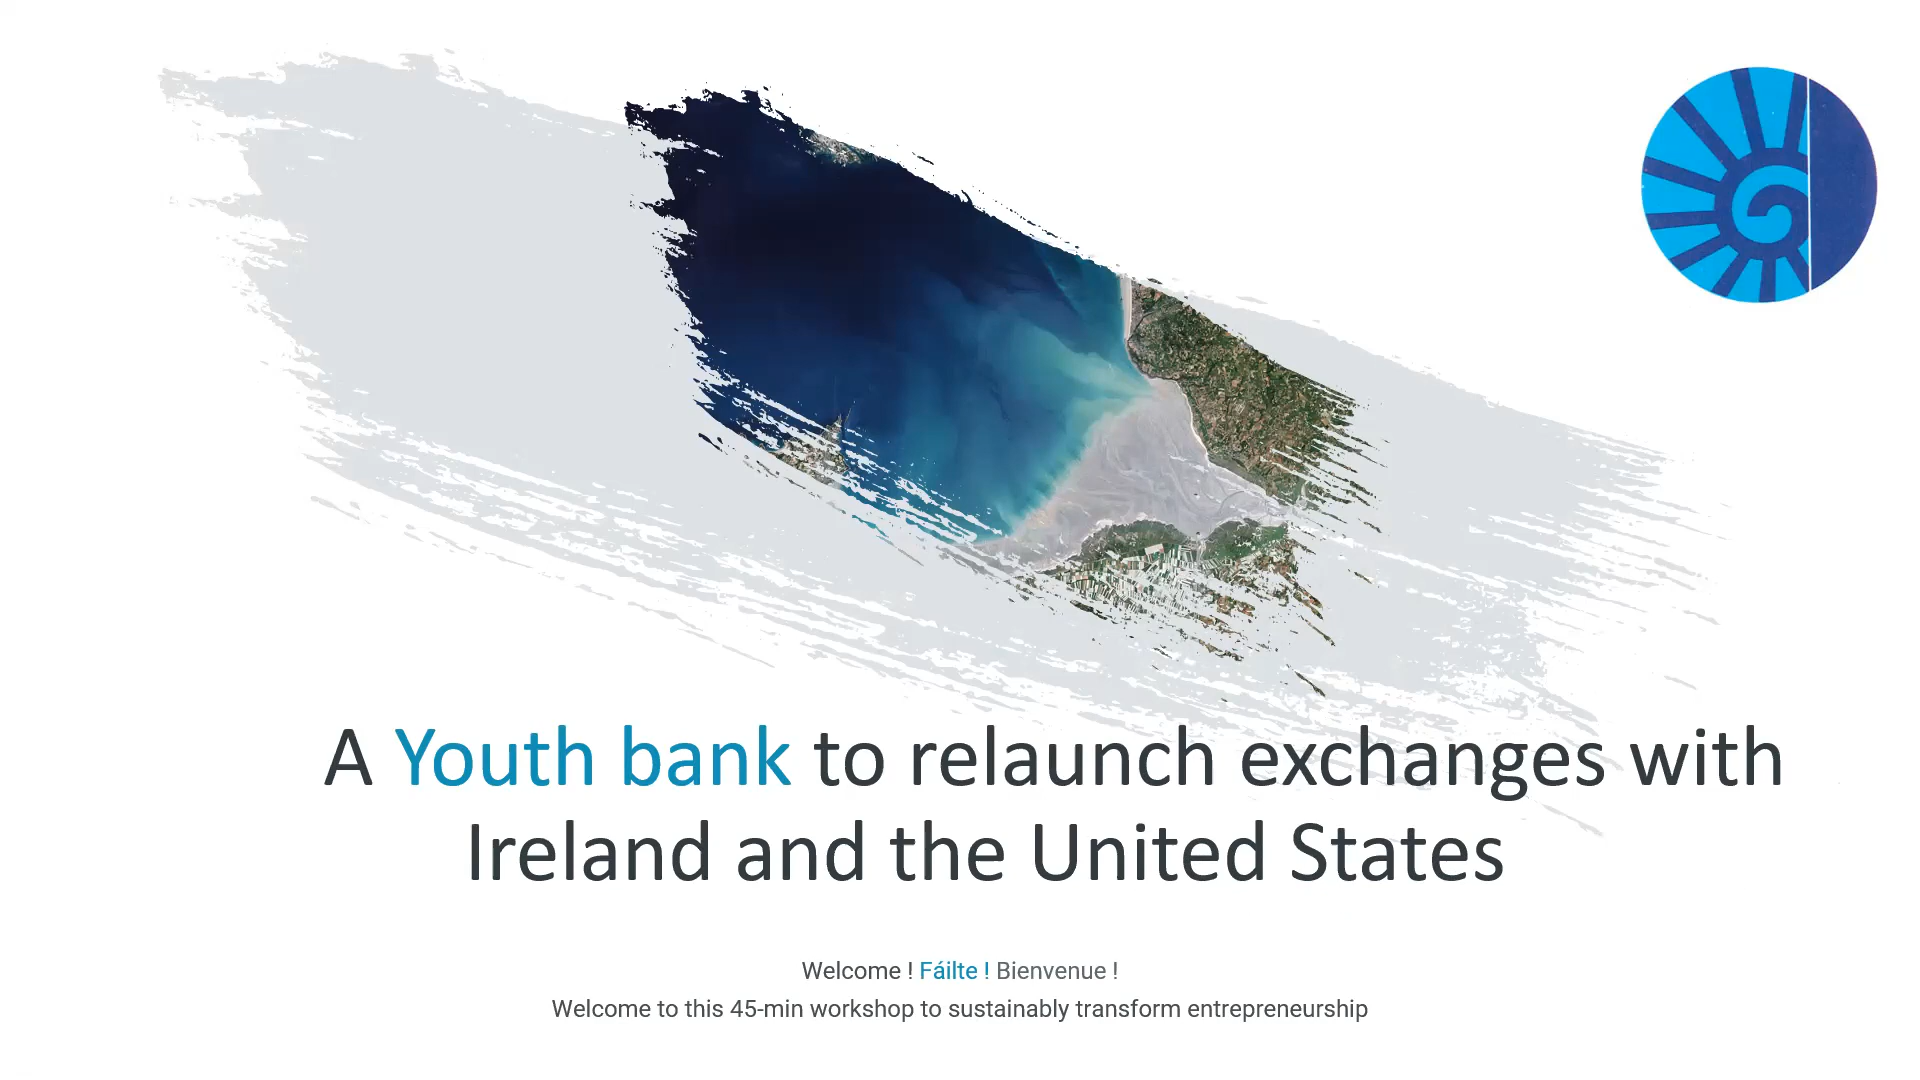 A Youth bank to relaunch exchanges with
Ireland and the United States
Welcome ! Fáilte ! Bienvenue !
Welcome to this 45-min workshop to sustainably transform entrepreneurship